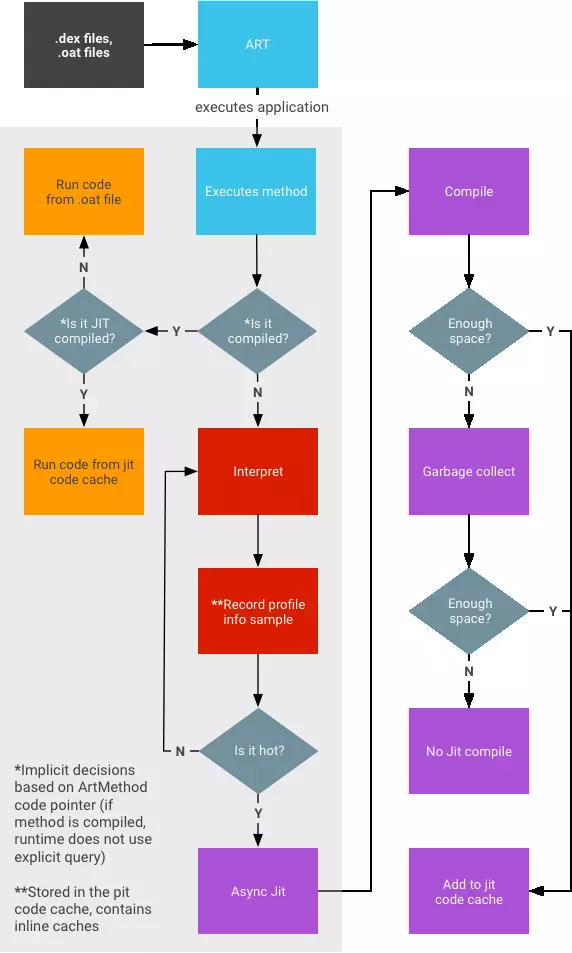 .dex files,
.oat files
ART
executes application
Run code
from .oat file
Executes method
Compile
N
*Is it JIT
compiled?
Y
*Is it
compiled?
Enough
space?
Y
Y
N
N
Run code from jit
code cache
Interpret
Garbage collect
**Record profile
info sample
Enough
space?
Y
N
Is it hot?
N
No Jit compile
*Implicit decisions
based on ArtMethod
code pointer (if
method is compiled,
runtime does not use
explicit query)
Y
**Stored in the pit
code cache, contains
inline caches
Async Jit
Add to jit
code cache